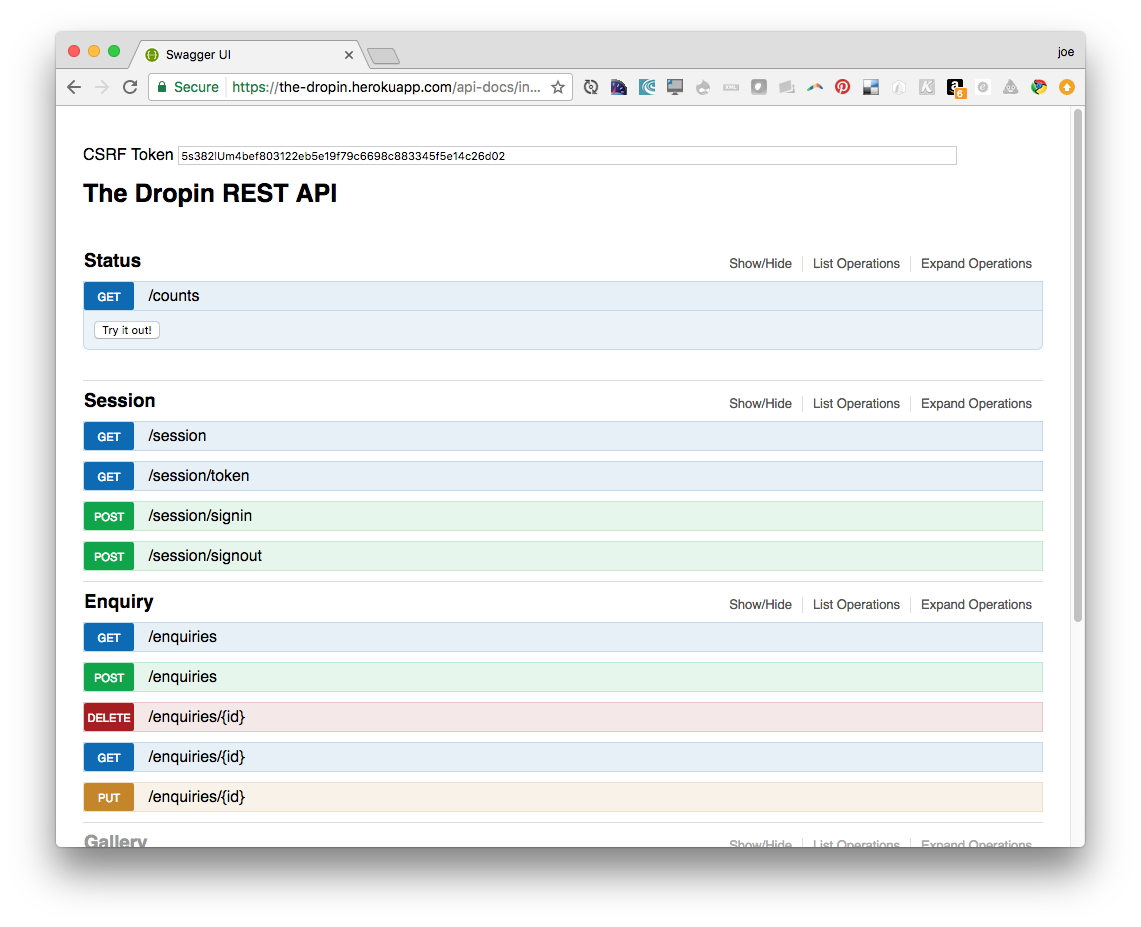 Swagger UI
joe
Secure https://the-dropin.herokuapp.com/api-docs/in...
6
CSRF Token 5s382lUm4bef803122eb5e19f79c6698c883345f5e14c26d02
The Dropin REST API
Status Show/Hide List Operations Expand Operations
GET /counts
Try it out!
Session Show/Hide List Operations Expand Operations
GET /session
GET /session/token
POST /session/signin
POST /session/signout
Enquiry Show/Hide List Operations Expand Operations
GET /enquiries
POST /enquiries
DELETE /enquiries/{id}
GET /enquiries/{id}
PUT /enquiries/{id}
Gallery Show/Hide List Operations Expand Operations